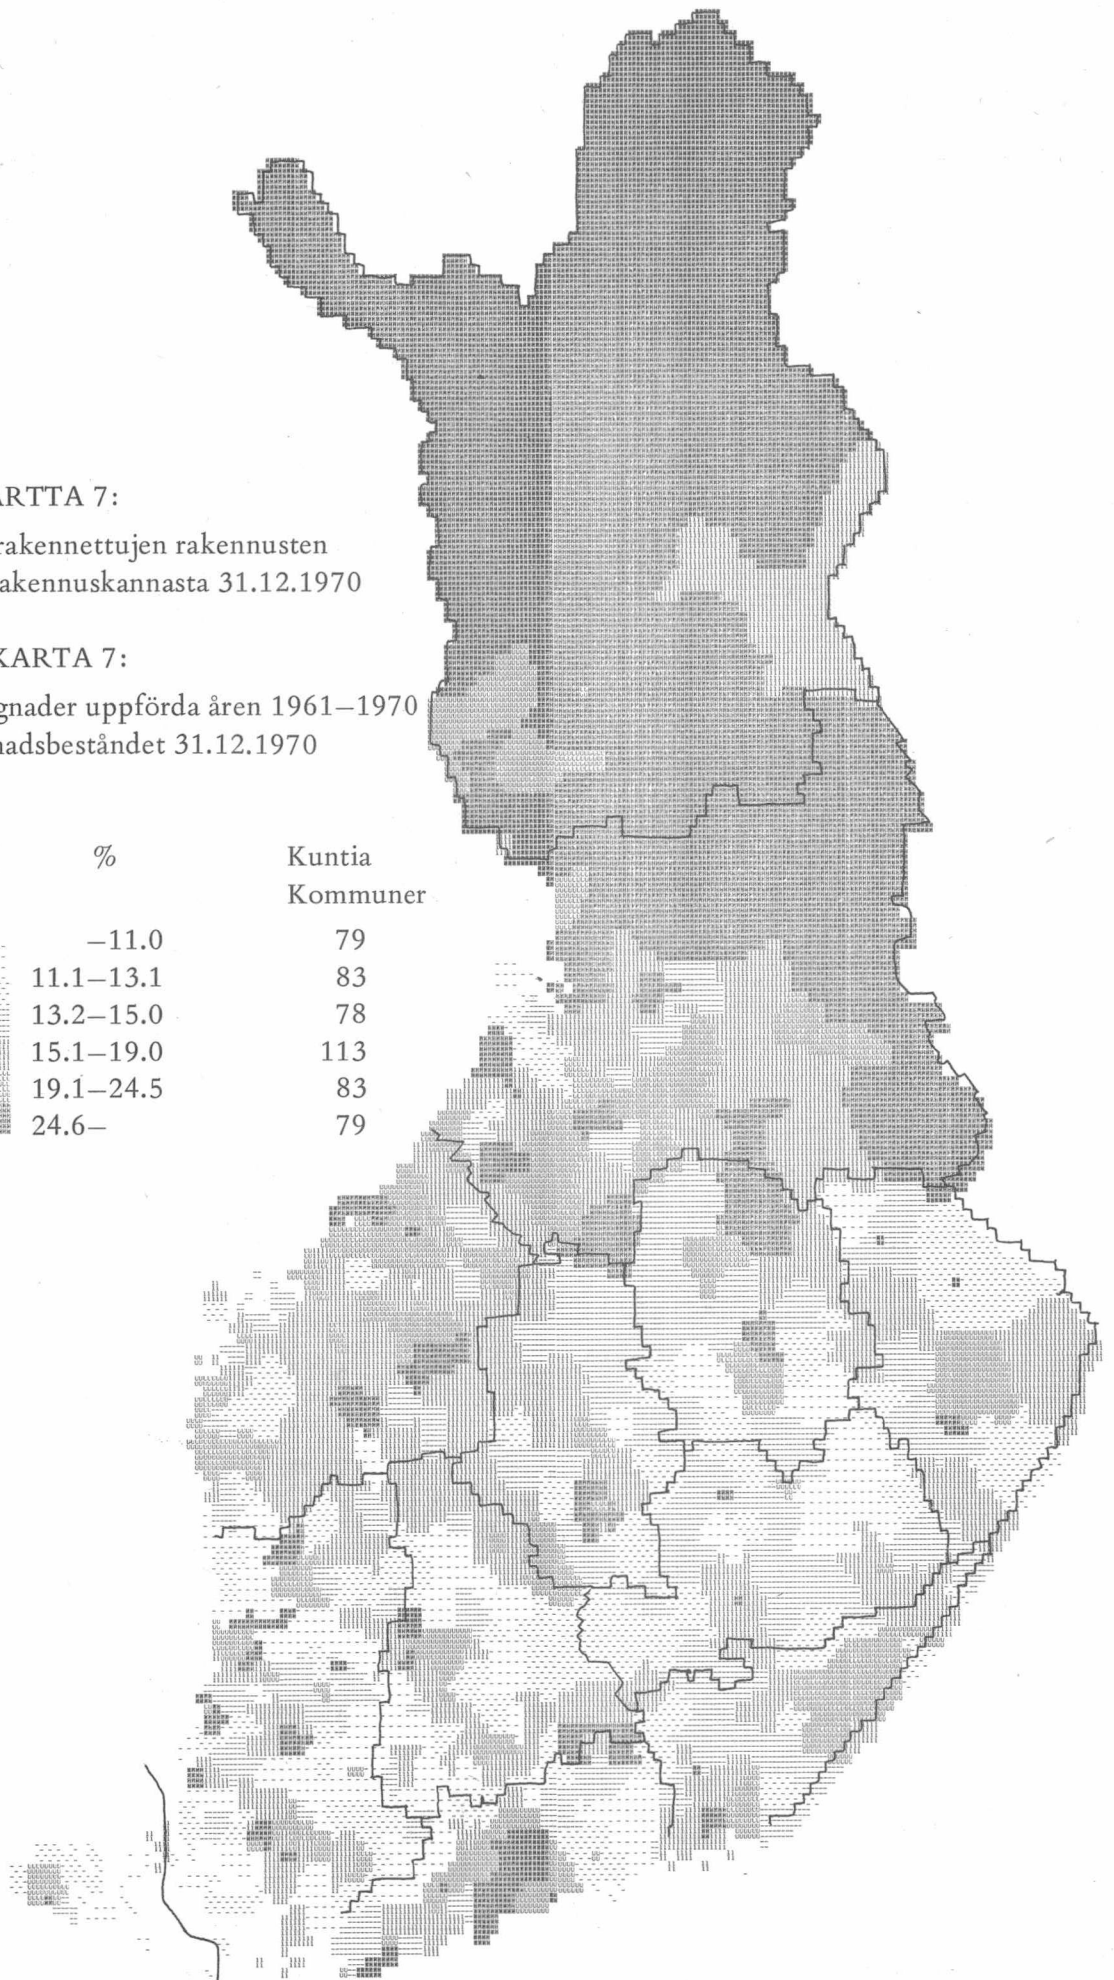 ARTTA 7:
rakennettujen rakennusten
akennuskannasta 31.12.1970
KARTA 7:
gnader uppförda åren 1961–1970
nadsbeståndet 31.12.1970
% Kuntia
Kommuner
–11.0 79
11.1–13.1 83
13.2–15.0 78
15.1–19.0 113
19.1–24.5 83
24.6– 79